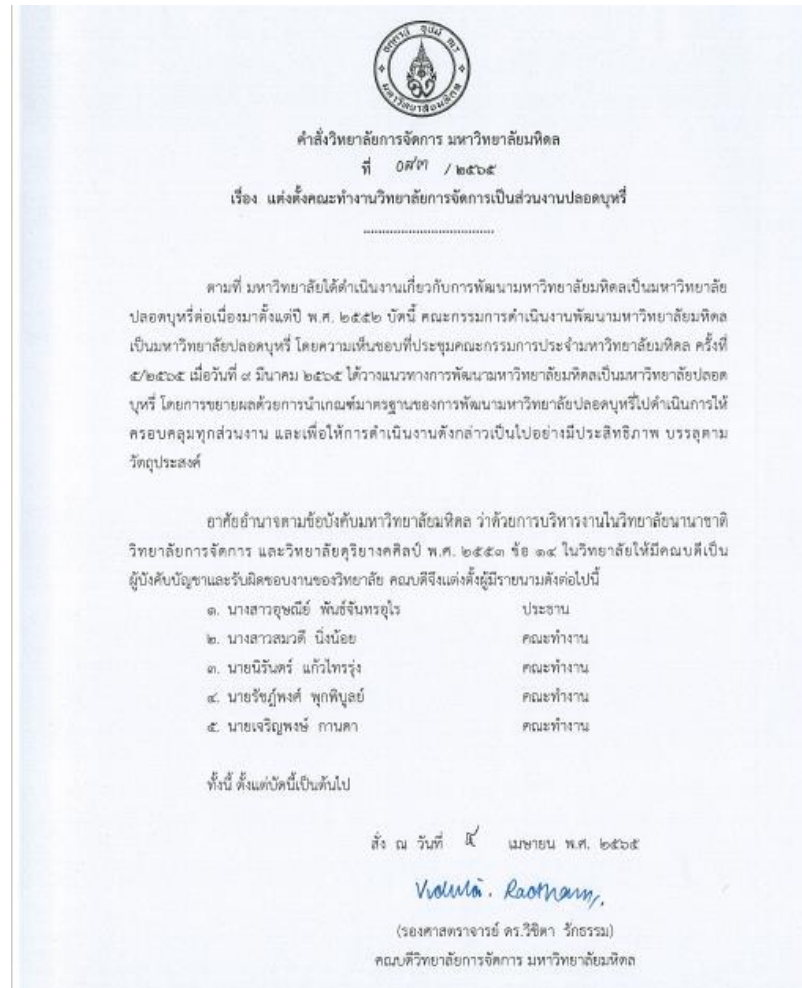 คำสั่งวิทยาลัยการจัดการ มหาวิทยาลัยมหิดล
ที่ / ๒๕๖๕
เรื่อง แต่งตั้งคณะทำงานวิทยาลัยการจัดการเป็นส่วนงานปลอดบุหรี่
ตามที่ มหาวิทยาลัยได้ดำเนินงานเกี่ยวกับการพัฒนามหาวิทยาลัยมหิดลเป็นมหาวิทยาลัย
ปลอดบุหรี่ต่อเนื่องมาตั้งแต่ปี พ.ศ. ๒๕๕๒ บัดนี้ คณะกรรมการดำเนินงานพัฒนามหาวิทยาลัยมหิดล
เป็นมหาวิทยาลัยปลอดบุหรี่ โดยความเห็นชอบที่ประชุมคณะกรรมการประจำมหาวิทยาลัยมหิดล ครั้งที่
๕/๒๕๖๕ เมื่อวันที่ ๙ มีนาคม ๒๕๖๕ ได้วางแนวทางการพัฒนามหาวิทยาลัยมหิดลเป็นมหาวิทยาลัยปลอด
บุหรี่ โดยการขยายผลด้วยการนำเกณฑ์มาตรฐานของการพัฒนามหาวิทยาลัยปลอดบุหรี่ไปดำเนินการให้
ครอบคลุมทุกส่วนงาน และเพื่อให้การดำเนินงานดังกล่าวเป็นไปอย่างมีประสิทธิภาพ บรรลุตาม
วัตถุประสงค์
อาศัยอำนาจตามข้อบังคับมหาวิทยาลัยมหิดล ว่าด้วยการบริหารงานในวิทยาลัยนานาชาติ
วิทยาลัยการจัดการ และวิทยาลัยดุริยางคศิลป์ พ.ศ. ๒๕๕๓ ข้อ ๑๔ ในวิทยาลัยให้มีคณบดีเป็น
ผู้บังคับบัญชาและรับผิดชอบงานของวิทยาลัย คณบดีจึงแต่งตั้งผู้มีรายนามดังต่อไปนี้
๑. นางสาวอุษณีย์ พันธ์จันทรอุไร ประธาน
๒. นางสาวสมวดี นิ่งน้อย คณะทำงาน
๓. นายนิรันดร์ แก้วไทรรุ่ง คณะทำงาน
๔. นายรัชฎ์พงศ์ พุกพิบูลย์ คณะทำงาน
๕. นายเจริญพงษ์ กานดา คณะทำงาน
ทั้งนี้ ตั้งแต่บัดนี้เป็นต้นไป
สั่ง ณ วันที่ เมษายน พ.ศ. ๒๕๖๕
(รองศาสตราจารย์ ดร.วิชิตา รักธรรม)
คณบดีวิทยาลัยการจัดการ มหาวิทยาลัยมหิดล